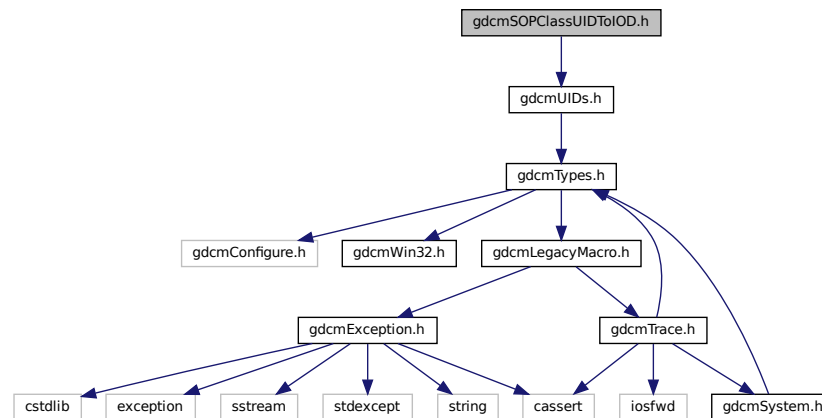 gdcmSOPClassUIDToIOD.h
gdcmUIDs.h
gdcmTypes.h
gdcmConfigure.h
gdcmWin32.h
gdcmLegacyMacro.h
gdcmException.h
gdcmTrace.h
cstdlib
exception
sstream
stdexcept
string
cassert
iosfwd
gdcmSystem.h